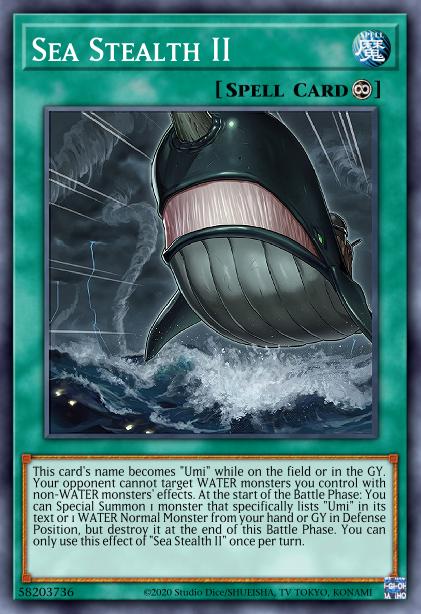 SEA STEALTH II
SPELL
魔
[SPELL CARD]
This card's name becomes "Umi" while on the field or in the GY.
Your opponent cannot target WATER monsters you control with
non-WATER monsters' effects. At the start of the Battle Phase: You
can Special Summon 1 monster that specifically lists "Umi" in its
text or 1 WATER Normal Monster from your hand or GY in Defense
Position, but destroy it at the end of this Battle Phase. You can
only use this effect of "Sea Stealth II" once per turn.
58203736
©2020 Studio Dice/SHUEISHA, TV TOKYO, KONAMI